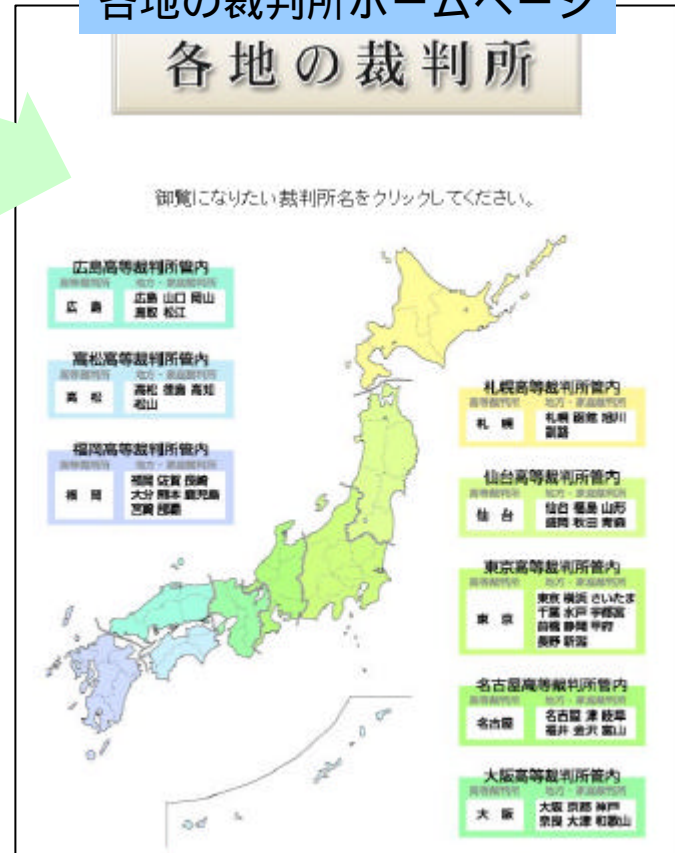 各地の裁判所ホームページ
各地の裁判所
御覧になりたい裁判所名をクリックしてください。
広島高等裁判所管内
高等裁判所 地方・家庭裁判所
広島 広島 山口 岡山
鳥取 松江
高松高等裁判所管内
高等裁判所 地方・家庭裁判所
高松 高松 徳島 高知
松山
福岡高等裁判所管内
高等裁判所 地方・家庭裁判所
福岡 福岡 佐賀 長崎
大分 熊本 鹿児島
宮崎 那覇
札幌高等裁判所管内
高等裁判所 地方・家庭裁判所
札幌 札幌 函館 旭川
釧路
仙台高等裁判所管内
高等裁判所 地方・家庭裁判所
仙台 仙台 福島 山形
盛岡 秋田 青森
東京高等裁判所管内
高等裁判所 地方・家庭裁判所
東京 東京 横浜 さいたま
千葉 水戸 宇都宮
前橋 静岡 甲府
長野 新潟
名古屋高等裁判所管内
高等裁判所 地方・家庭裁判所
名古屋 名古屋 津 岐阜
福井 金沢 富山
大阪高等裁判所管内
高等裁判所 地方・家庭裁判所
大阪 大阪 京都 神戸
奈良 大津 和歌山